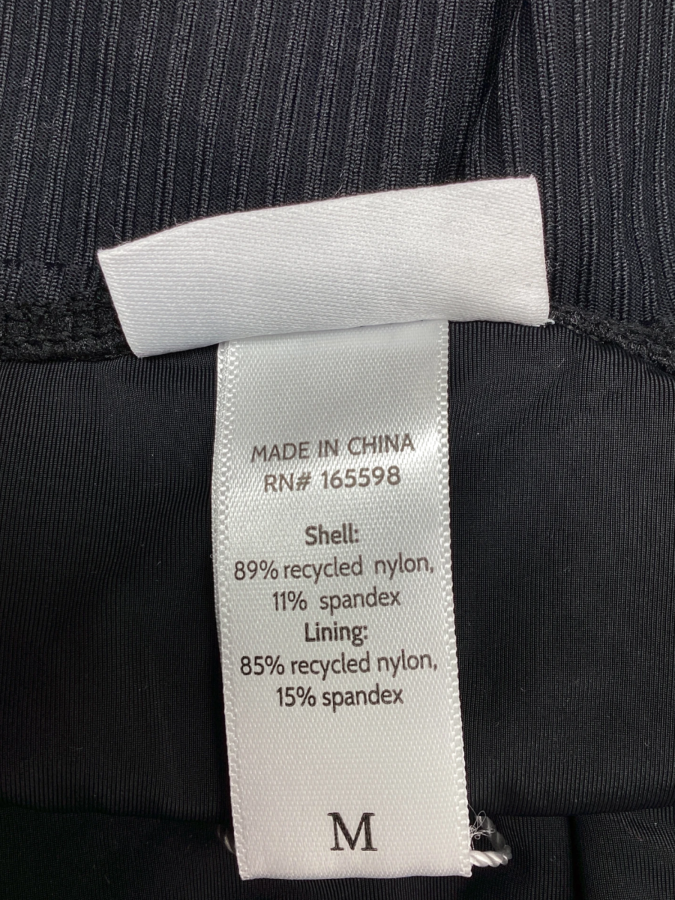 MADE IN CHINA
RN# 165598
Shell:
89% recycled nylon,
11% spandex
Lining:
85% recycled nylon,
15% spandex
M